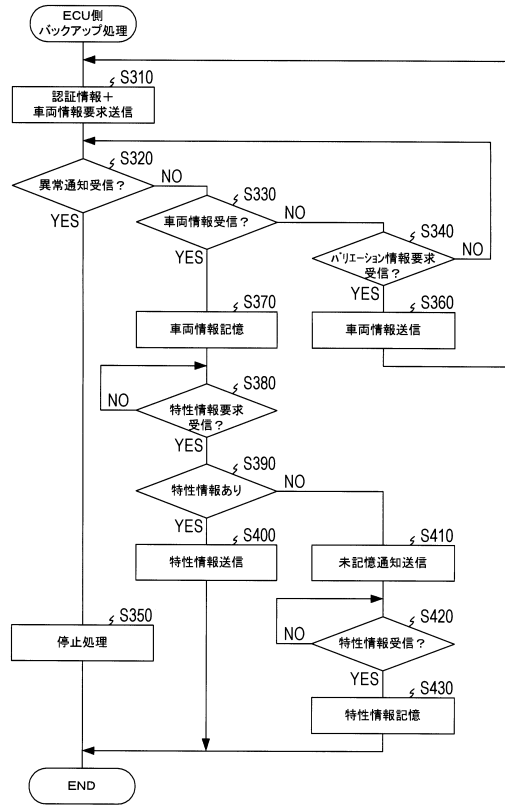 ECU側
バックアップ処理
S310
認証情報+
車両情報要求送信
S320
異常通知受信?
NO
YES
S330
車両情報受信?
NO
YES
S340
バリエーション情報要求
受信?
NO
YES
S370
車両情報記憶
S360
車両情報送信
S380
NO
特性情報要求
受信?
YES
S390
特性情報あり
NO
YES
S400
特性情報送信
S410
未記憶通知送信
S420
NO
特性情報受信?
YES
S350
停止処理
S430
特性情報記憶
END